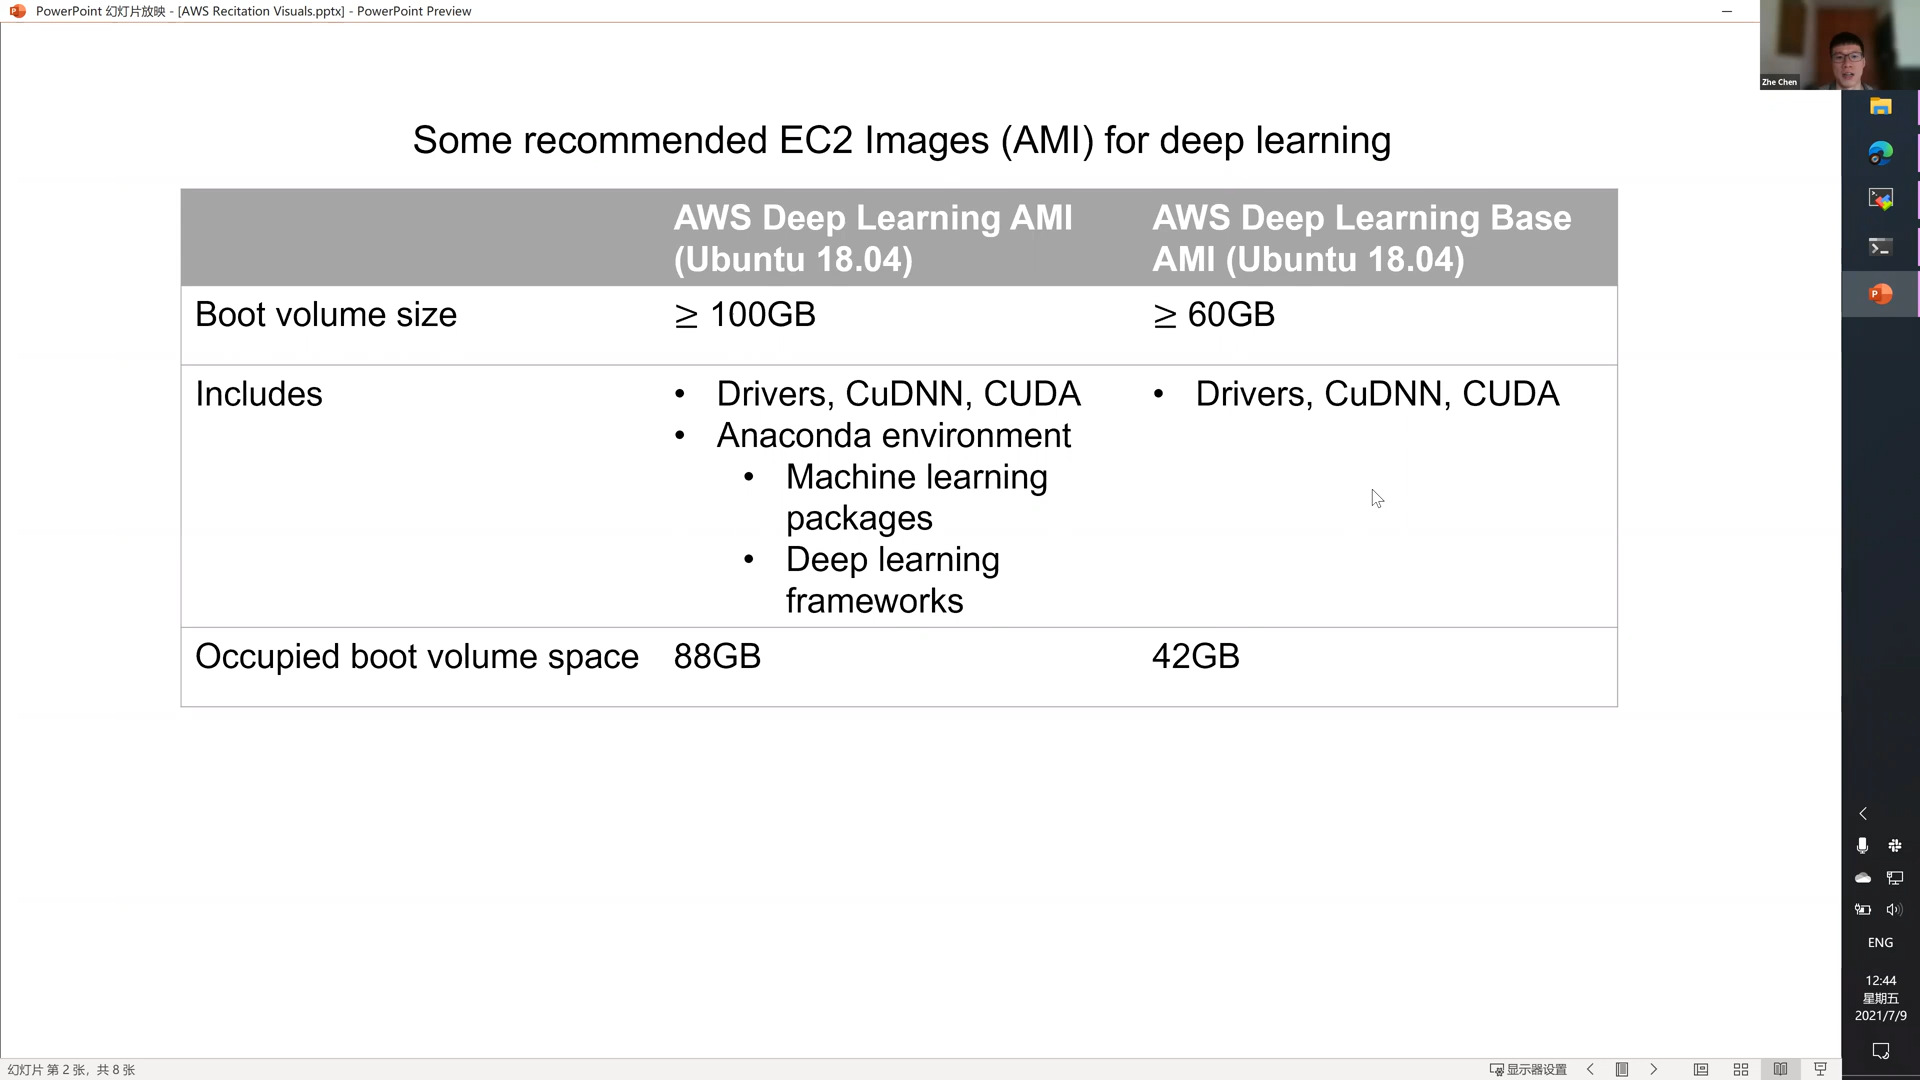 PowerPoint 幻灯片放映 - [AWS Recitation Visuals.pptx] - PowerPoint Preview
Zhe Chen
Some recommended EC2 Images (AMI) for deep learning
AWS Deep Learning AMI
(Ubuntu 18.04)
AWS Deep Learning Base
AMI (Ubuntu 18.04)
Boot volume size
≥ 100GB
≥ 60GB
Includes
• Drivers, CuDNN, CUDA
• Anaconda environment
• Machine learning
packages
• Deep learning
frameworks
• Drivers, CuDNN, CUDA
Occupied boot volume space
88GB
42GB
ENG
12:44
星期五
2021/7/9
幻灯片 第 2 张，共 8 张
显示器设置